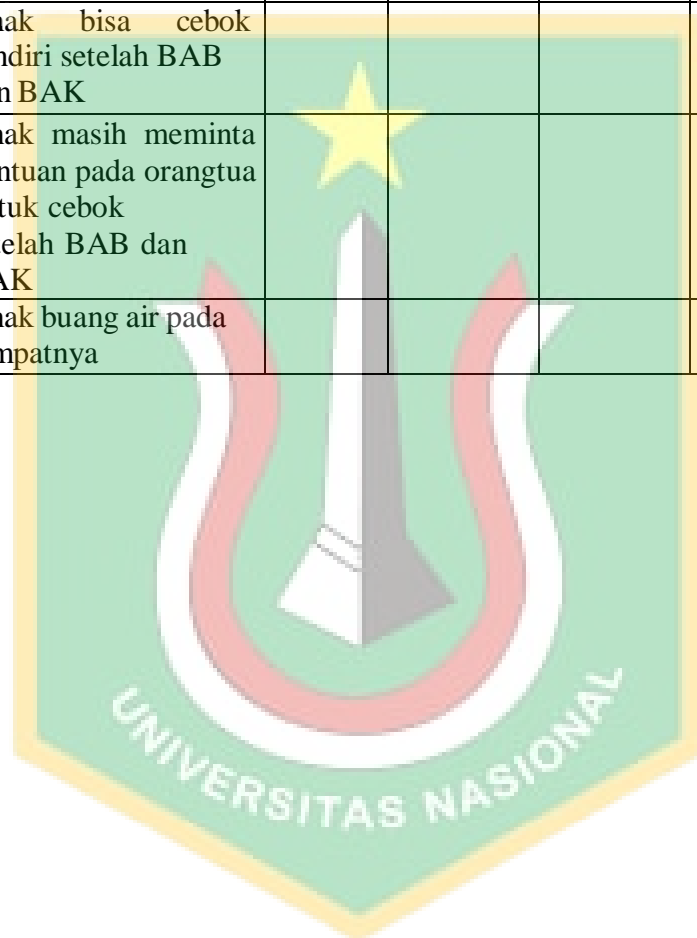 nak bisa cebok
ndiri setelah BAB
n BAK
nak masih meminta
ntuan pada orangtua
tuk cebok
telah BAB dan
AK
nak buang air pada
mpatnya
UNIVERSITAS NASIONAL